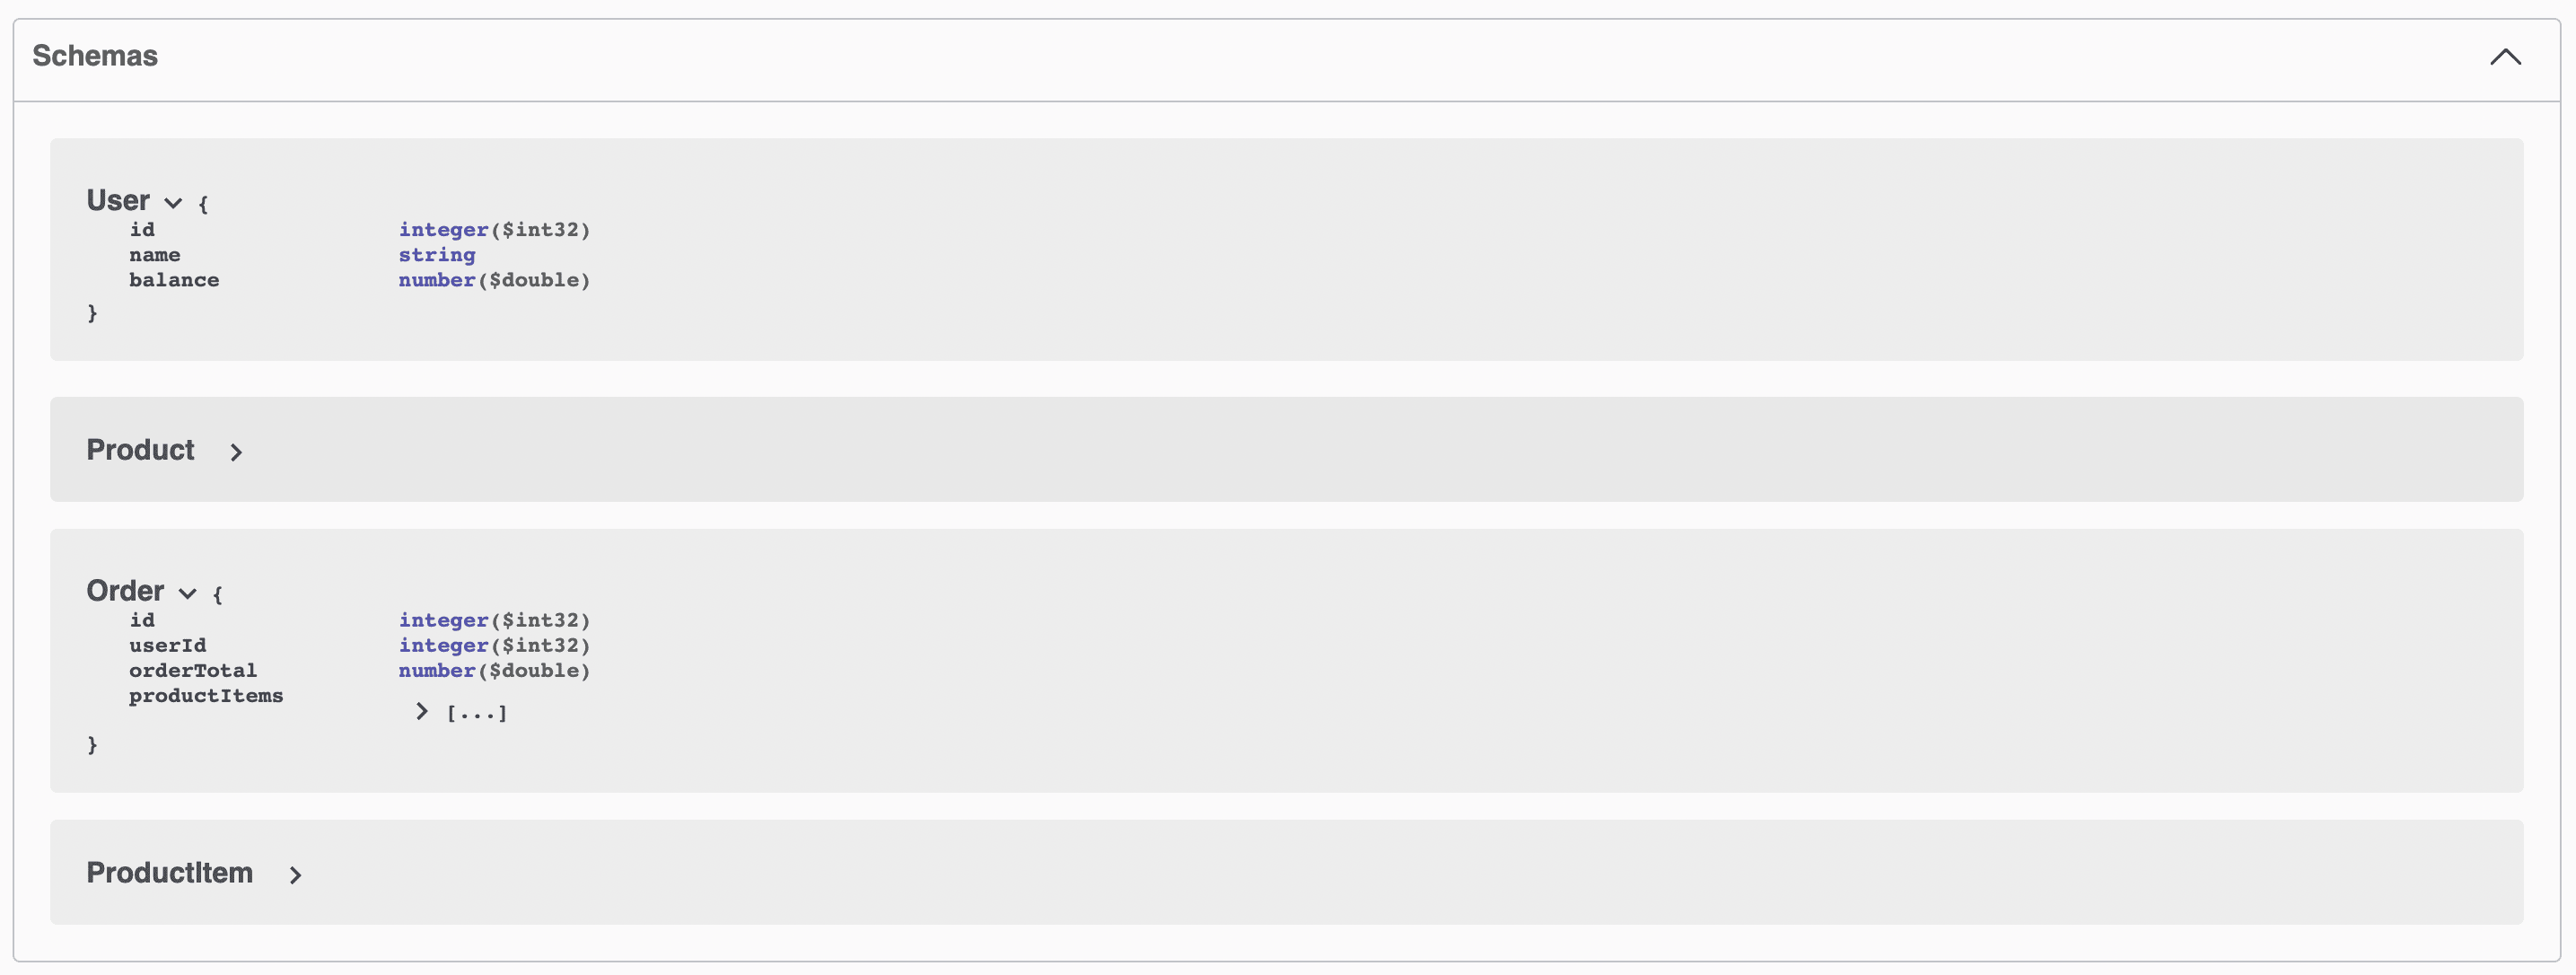 Schemas
User {
id integer($int32)
name string
balance number($double)
}
Product
Order {
id integer($int32)
userId integer($int32)
orderTotal number($double)
productItems
[...]
}
ProductItem